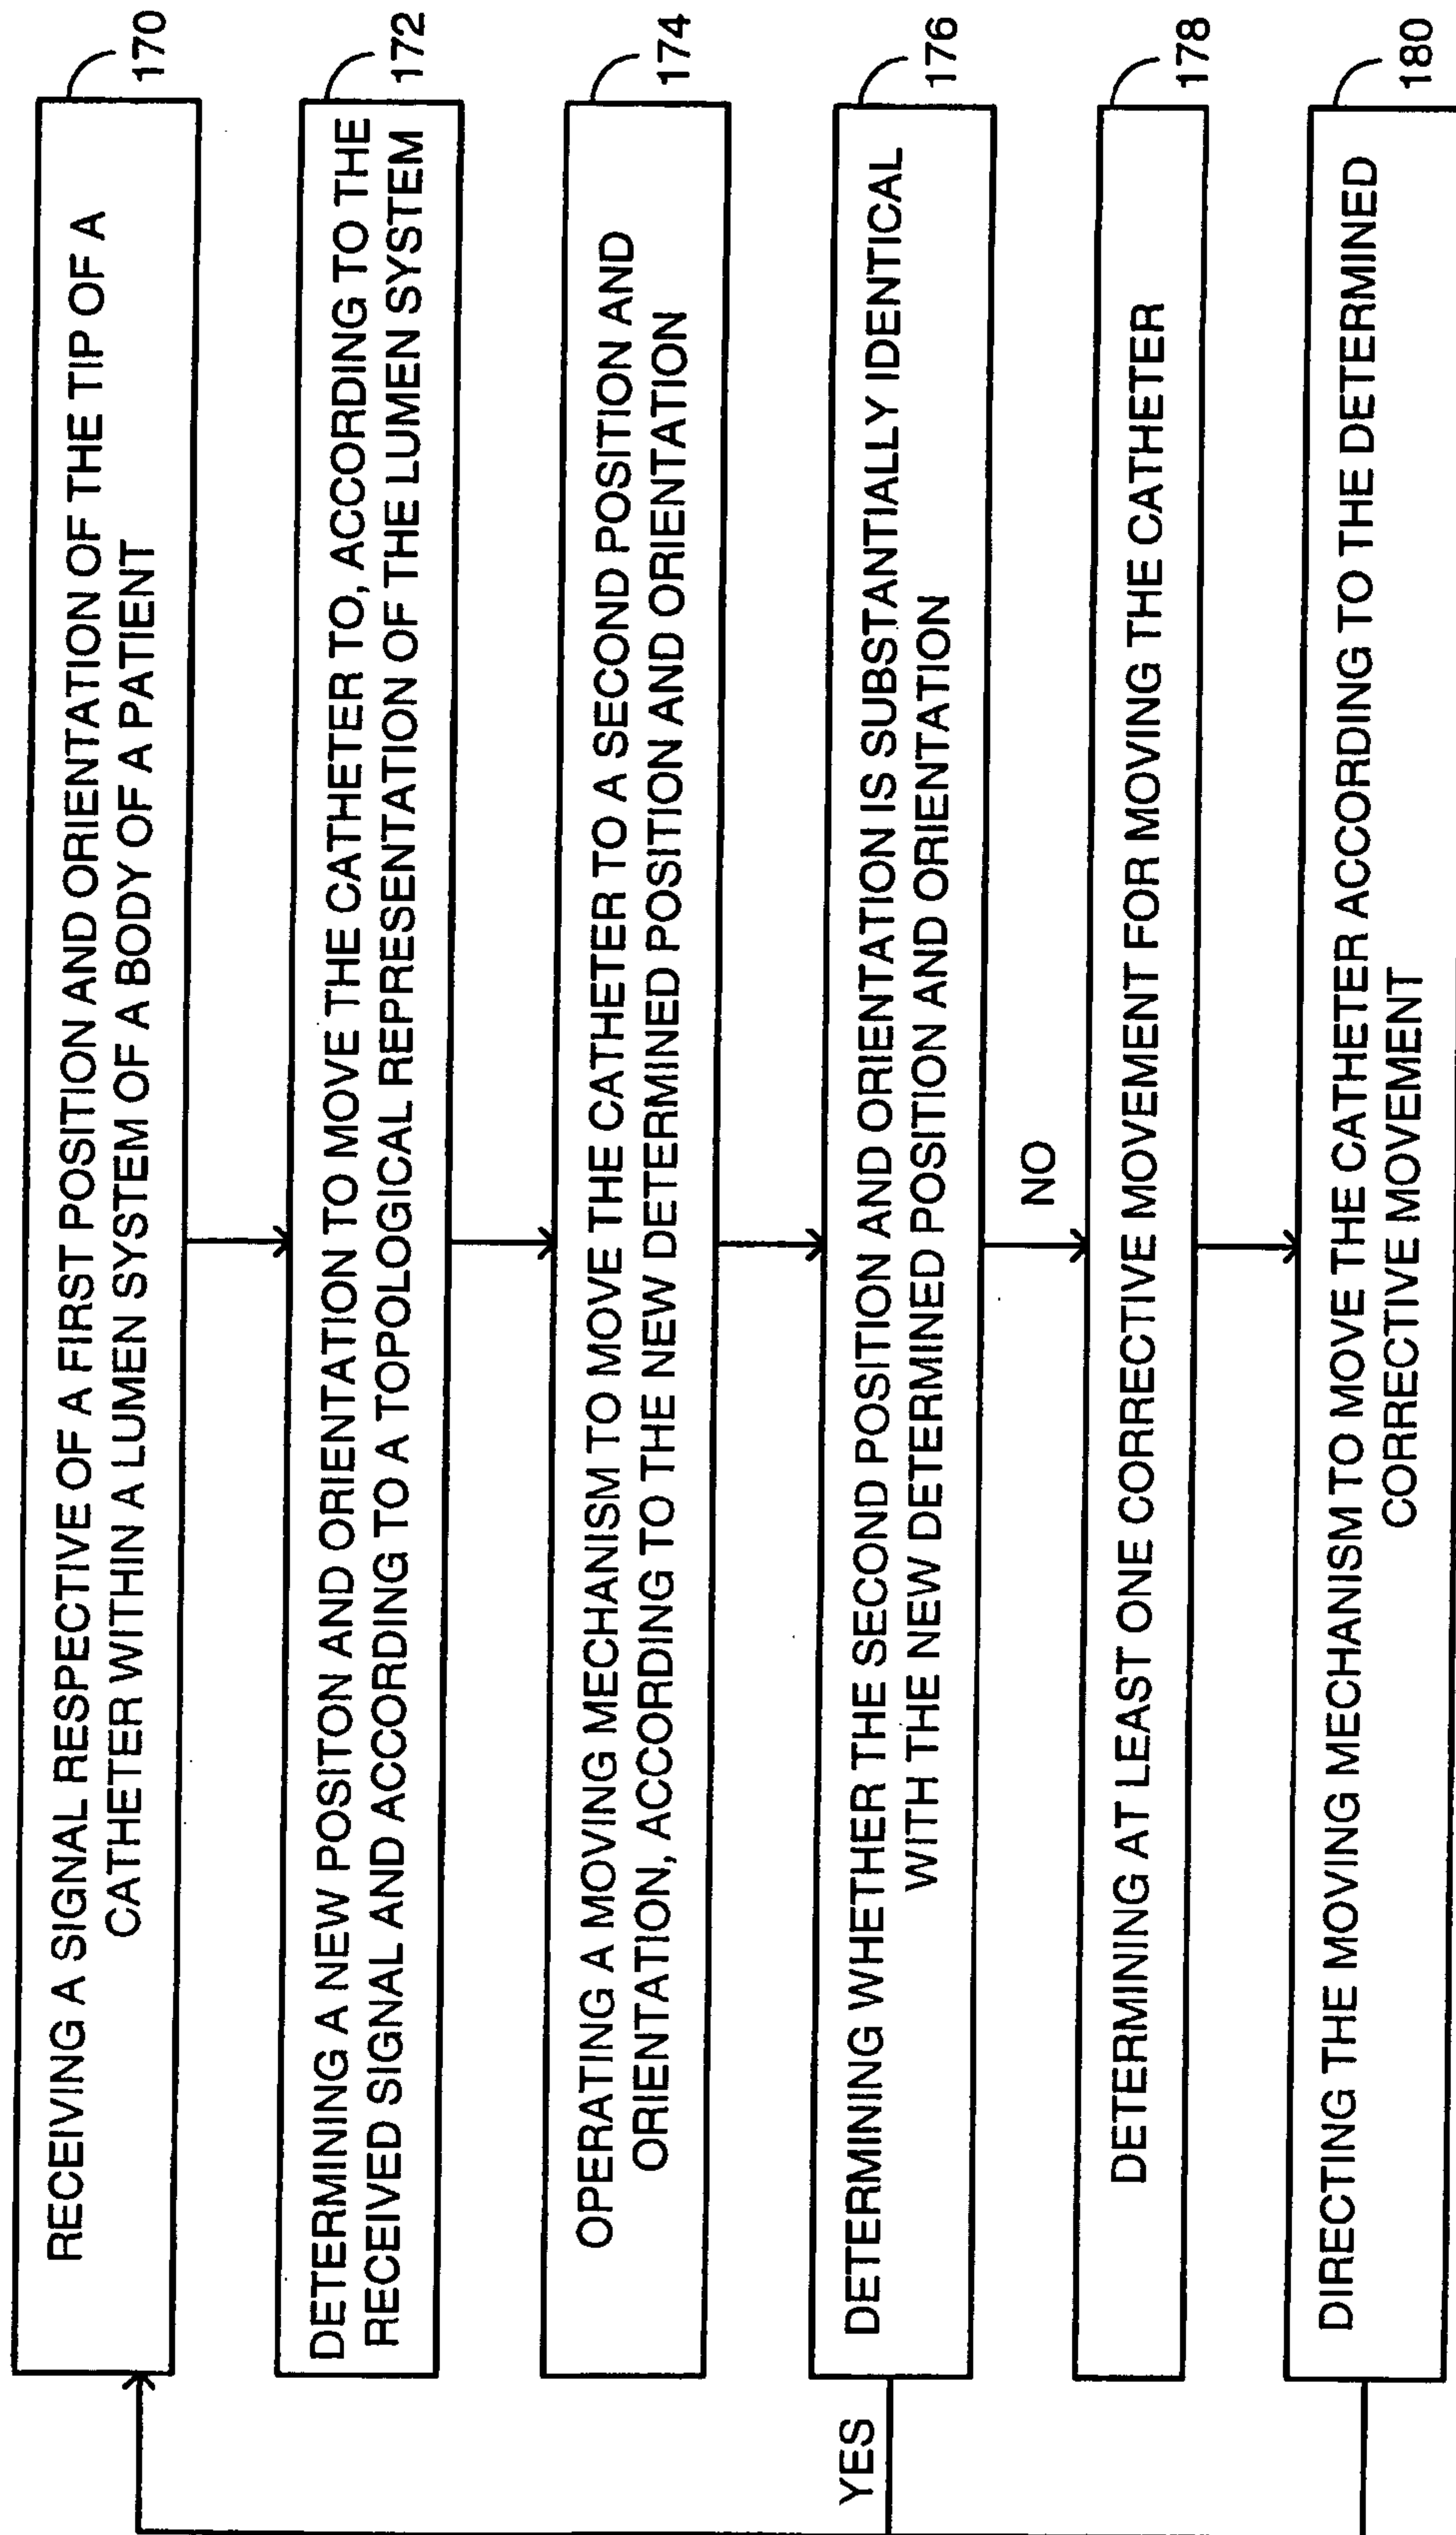 RECEIVING A SIGNAL RESPECTIVE OF A FIRST POSITION AND ORIENTATION OF THE TIP OF A
CATHETER WITHIN A LUMEN SYSTEM OF A BODY OF A PATIENT
170
DETERMINING A NEW POSITON AND ORIENTATION TO MOVE THE CATHETER TO, ACCORDING TO THE
RECEIVED SIGNAL AND ACCORDING TO A TOPOLOGICAL REPRESENTATION OF THE LUMEN SYSTEM
172
OPERATING A MOVING MECHANISM TO MOVE THE CATHETER TO A SECOND POSITION AND
ORIENTATION, ACCORDING TO THE NEW DETERMINED POSITION AND ORIENTATION
174
DETERMINING WHETHER THE SECOND POSITION AND ORIENTATION IS SUBSTANTIALLY IDENTICAL
WITH THE NEW DETERMINED POSITION AND ORIENTATION
176
YES
NO
DETERMINING AT LEAST ONE CORRECTIVE MOVEMENT FOR MOVING THE CATHETER
178
DIRECTING THE MOVING MECHANISM TO MOVE THE CATHETER ACCORDING TO THE DETERMINED
CORRECTIVE MOVEMENT
180